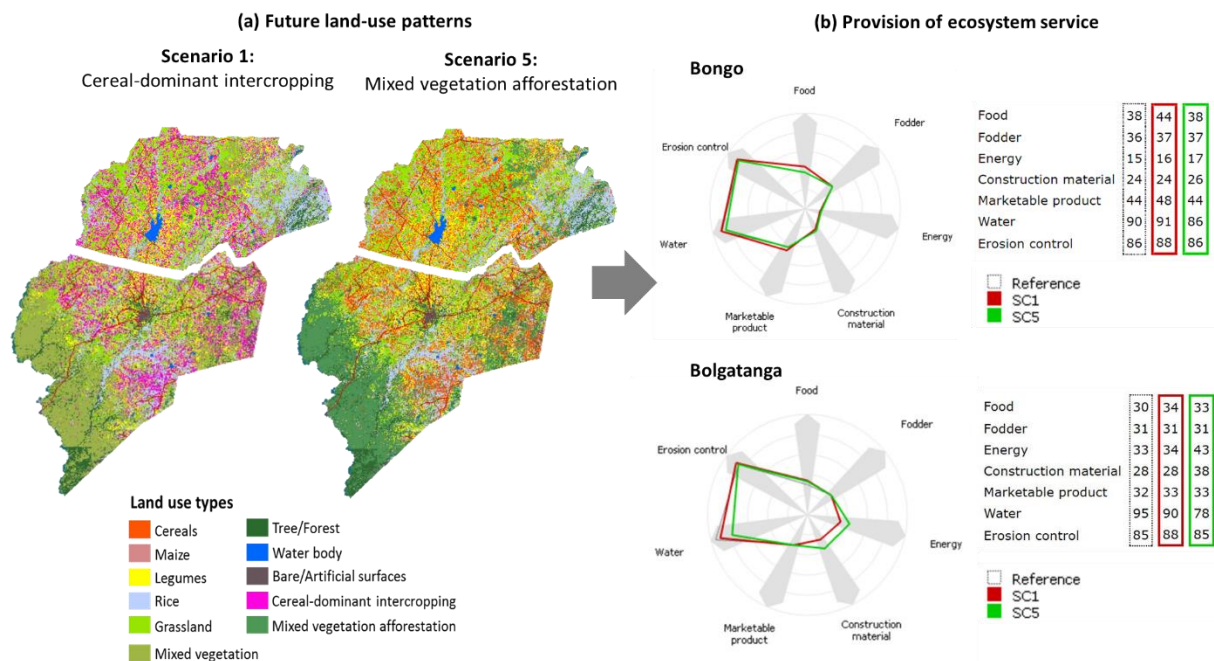 (a) Future land-use patterns
Scenario 1:
Cereal-dominant intercropping
Scenario 5:
Mixed vegetation afforestation
Land use types
Cereals
Maize
Legumes
Rice
Grassland
Mixed vegetation
Tree/Forest
Water body
Bare/Artificial surfaces
Cereal-dominant intercropping
Mixed vegetation afforestation
(b) Provision of ecosystem service
Bongo
Food
Fodder
Energy
Construction
material
Marketable
product
Water
Erosion control
Food 38 44 38
Fodder 36 37 37
Energy 15 16 17
Construction material 24 24 26
Marketable product 44 48 44
Water 90 91 86
Erosion control 86 88 86
Reference
SC1
SC5
Bolgatanga
Food
Fodder
Energy
Construction
material
Marketable
product
Water
Erosion control
Food 30 34 33
Fodder 31 31 31
Energy 33 34 43
Construction material 28 28 38
Marketable product 32 33 33
Water 95 90 78
Erosion control 85 88 85
Reference
SC1
SC5